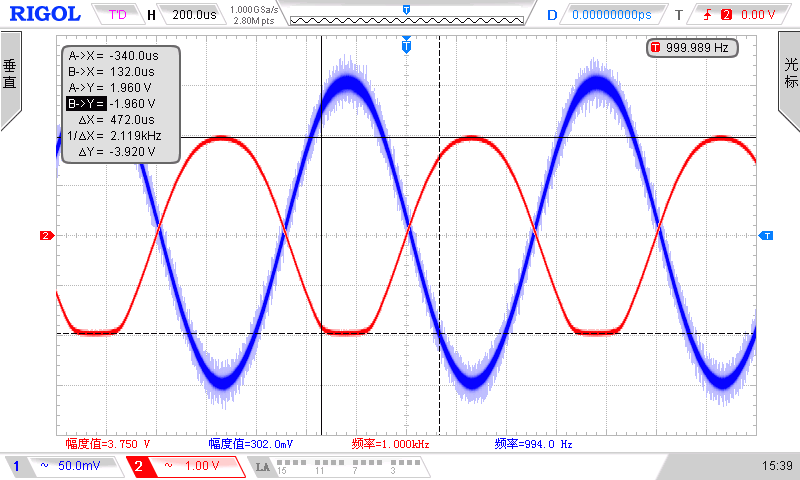 RIGOL T'D H 200.0us 1.000GSa/s 2.80M pts T D 0.00000000ps T 2 0.00 V
T 999.989 Hz
垂直
光标
A->X= -340.0us
B->X= 132.0us
A->Y= 1.960 V
B->Y= -1.960 V
ΔX= 472.0us
1/ΔX= 2.119kHz
ΔY= -3.920 V
T
2
T
幅度值=3.750 V 幅度值=302.0mV 频率=1.000kHz 频率=994.0 Hz
1 ~ 50.0mV 2 ~ 1.00 V LA 15 11 7 3 15:39